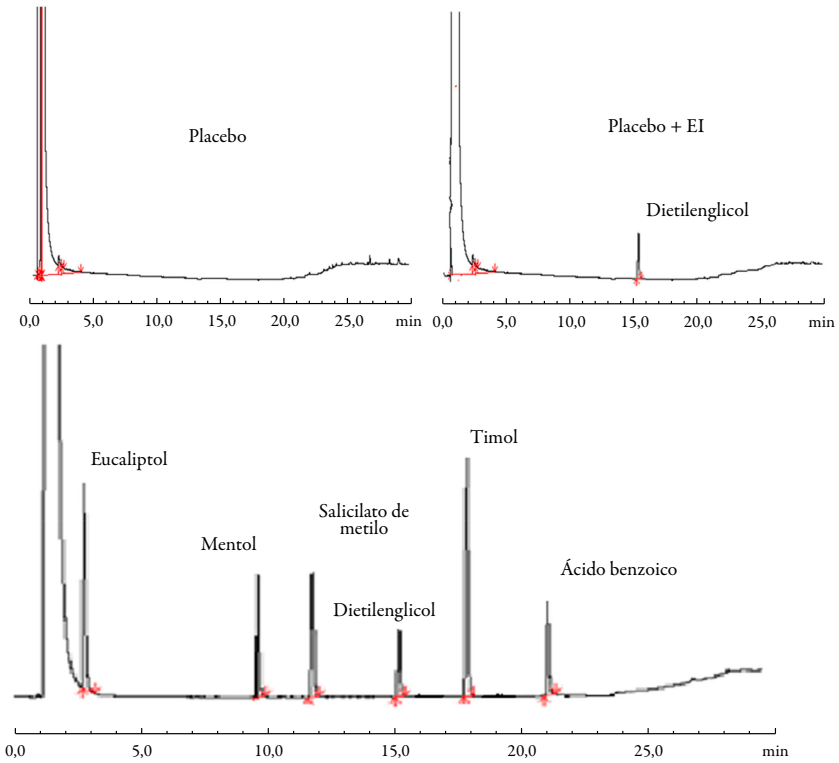 Placebo
0,0 5,0 10,0 15,0 20,0 25,0 min
Placebo + EI
Dietilenglicol
0,0 5,0 10,0 15,0 20,0 25,0 min
Eucaliptol
Mentol
Salicilato de
metilo
Dietilenglicol
Timol
Ácido benzoico
0,0 5,0 10,0 15,0 20,0 25,0 min